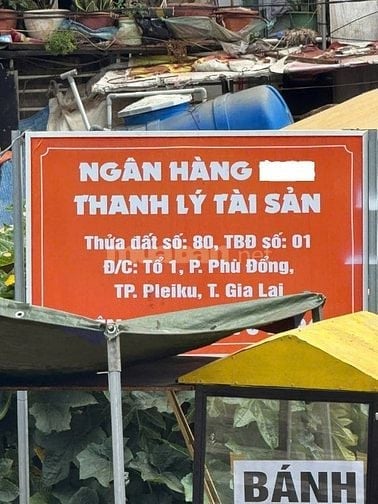 NGÂN HÀNG
THANH LÝ TÀI SẢN
Thửa đất số: 80, TBĐ số: 01
Đ/C: Tổ 1, P. Phù Đổng,
TP. Pleiku, T. Gia Lai
BÁNH